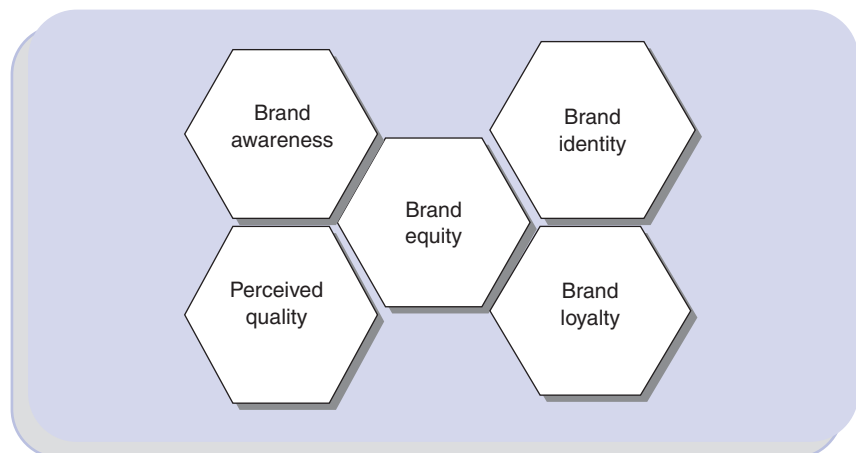 Brand
awareness
Brand
identity
Brand
equity
Perceived
quality
Brand
loyalty